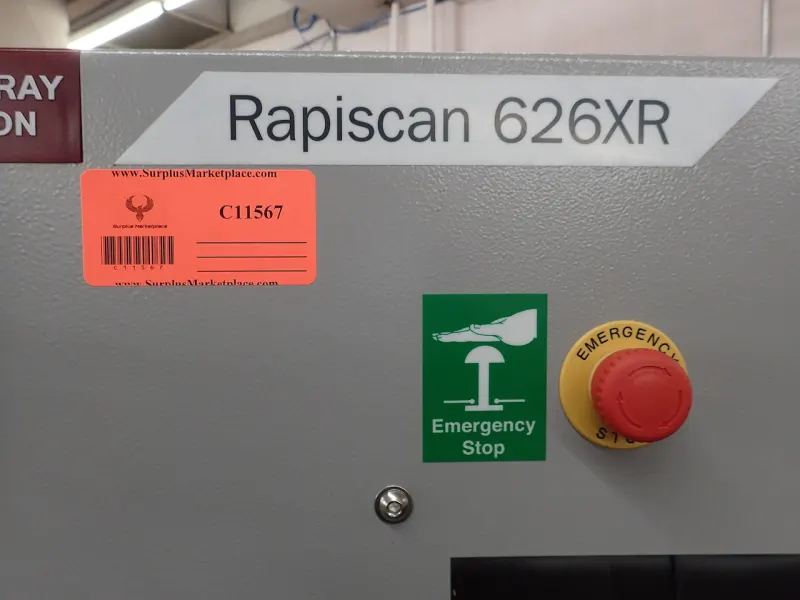 RAY
ON
Rapiscan 626XR
www.SurplusMarketplace.com
Surplus Marketplace
C11567
C11567
www.SurplusMarketplace.com
Emergency
Stop
EMERGENCY